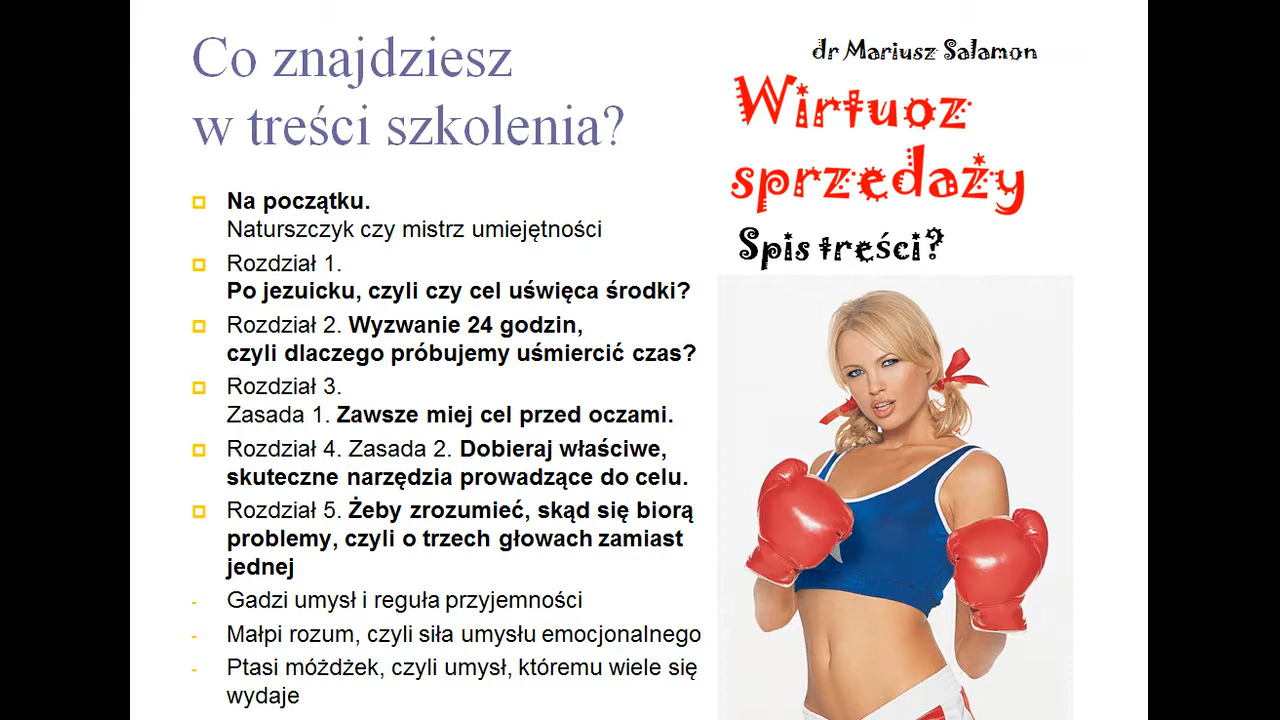 Co znajdziesz
w treści szkolenia?
Na początku.
Naturszczyk czy mistrz umiejętności
Rozdział 1.
Po jezuicku, czyli czy cel uświęca środki?
Rozdział 2. Wyzwanie 24 godzin,
czyli dlaczego próbujemy uśmiercić czas?
Rozdział 3.
Zasada 1. Zawsze miej cel przed oczami.
Rozdział 4. Zasada 2. Dobieraj właściwe,
skuteczne narzędzia prowadzące do celu.
Rozdział 5. Żeby zrozumieć, skąd się biorą
problemy, czyli o trzech głowach zamiast
jednej
- Gadzi umysł i reguła przyjemności
- Małpi rozum, czyli siła umysłu emocjonalnego
- Ptasi móżdżek, czyli umysł, któremu wiele się
wydaje
dr Mariusz Salamon
Wirtuoz
sprzedaży
Spis treści?